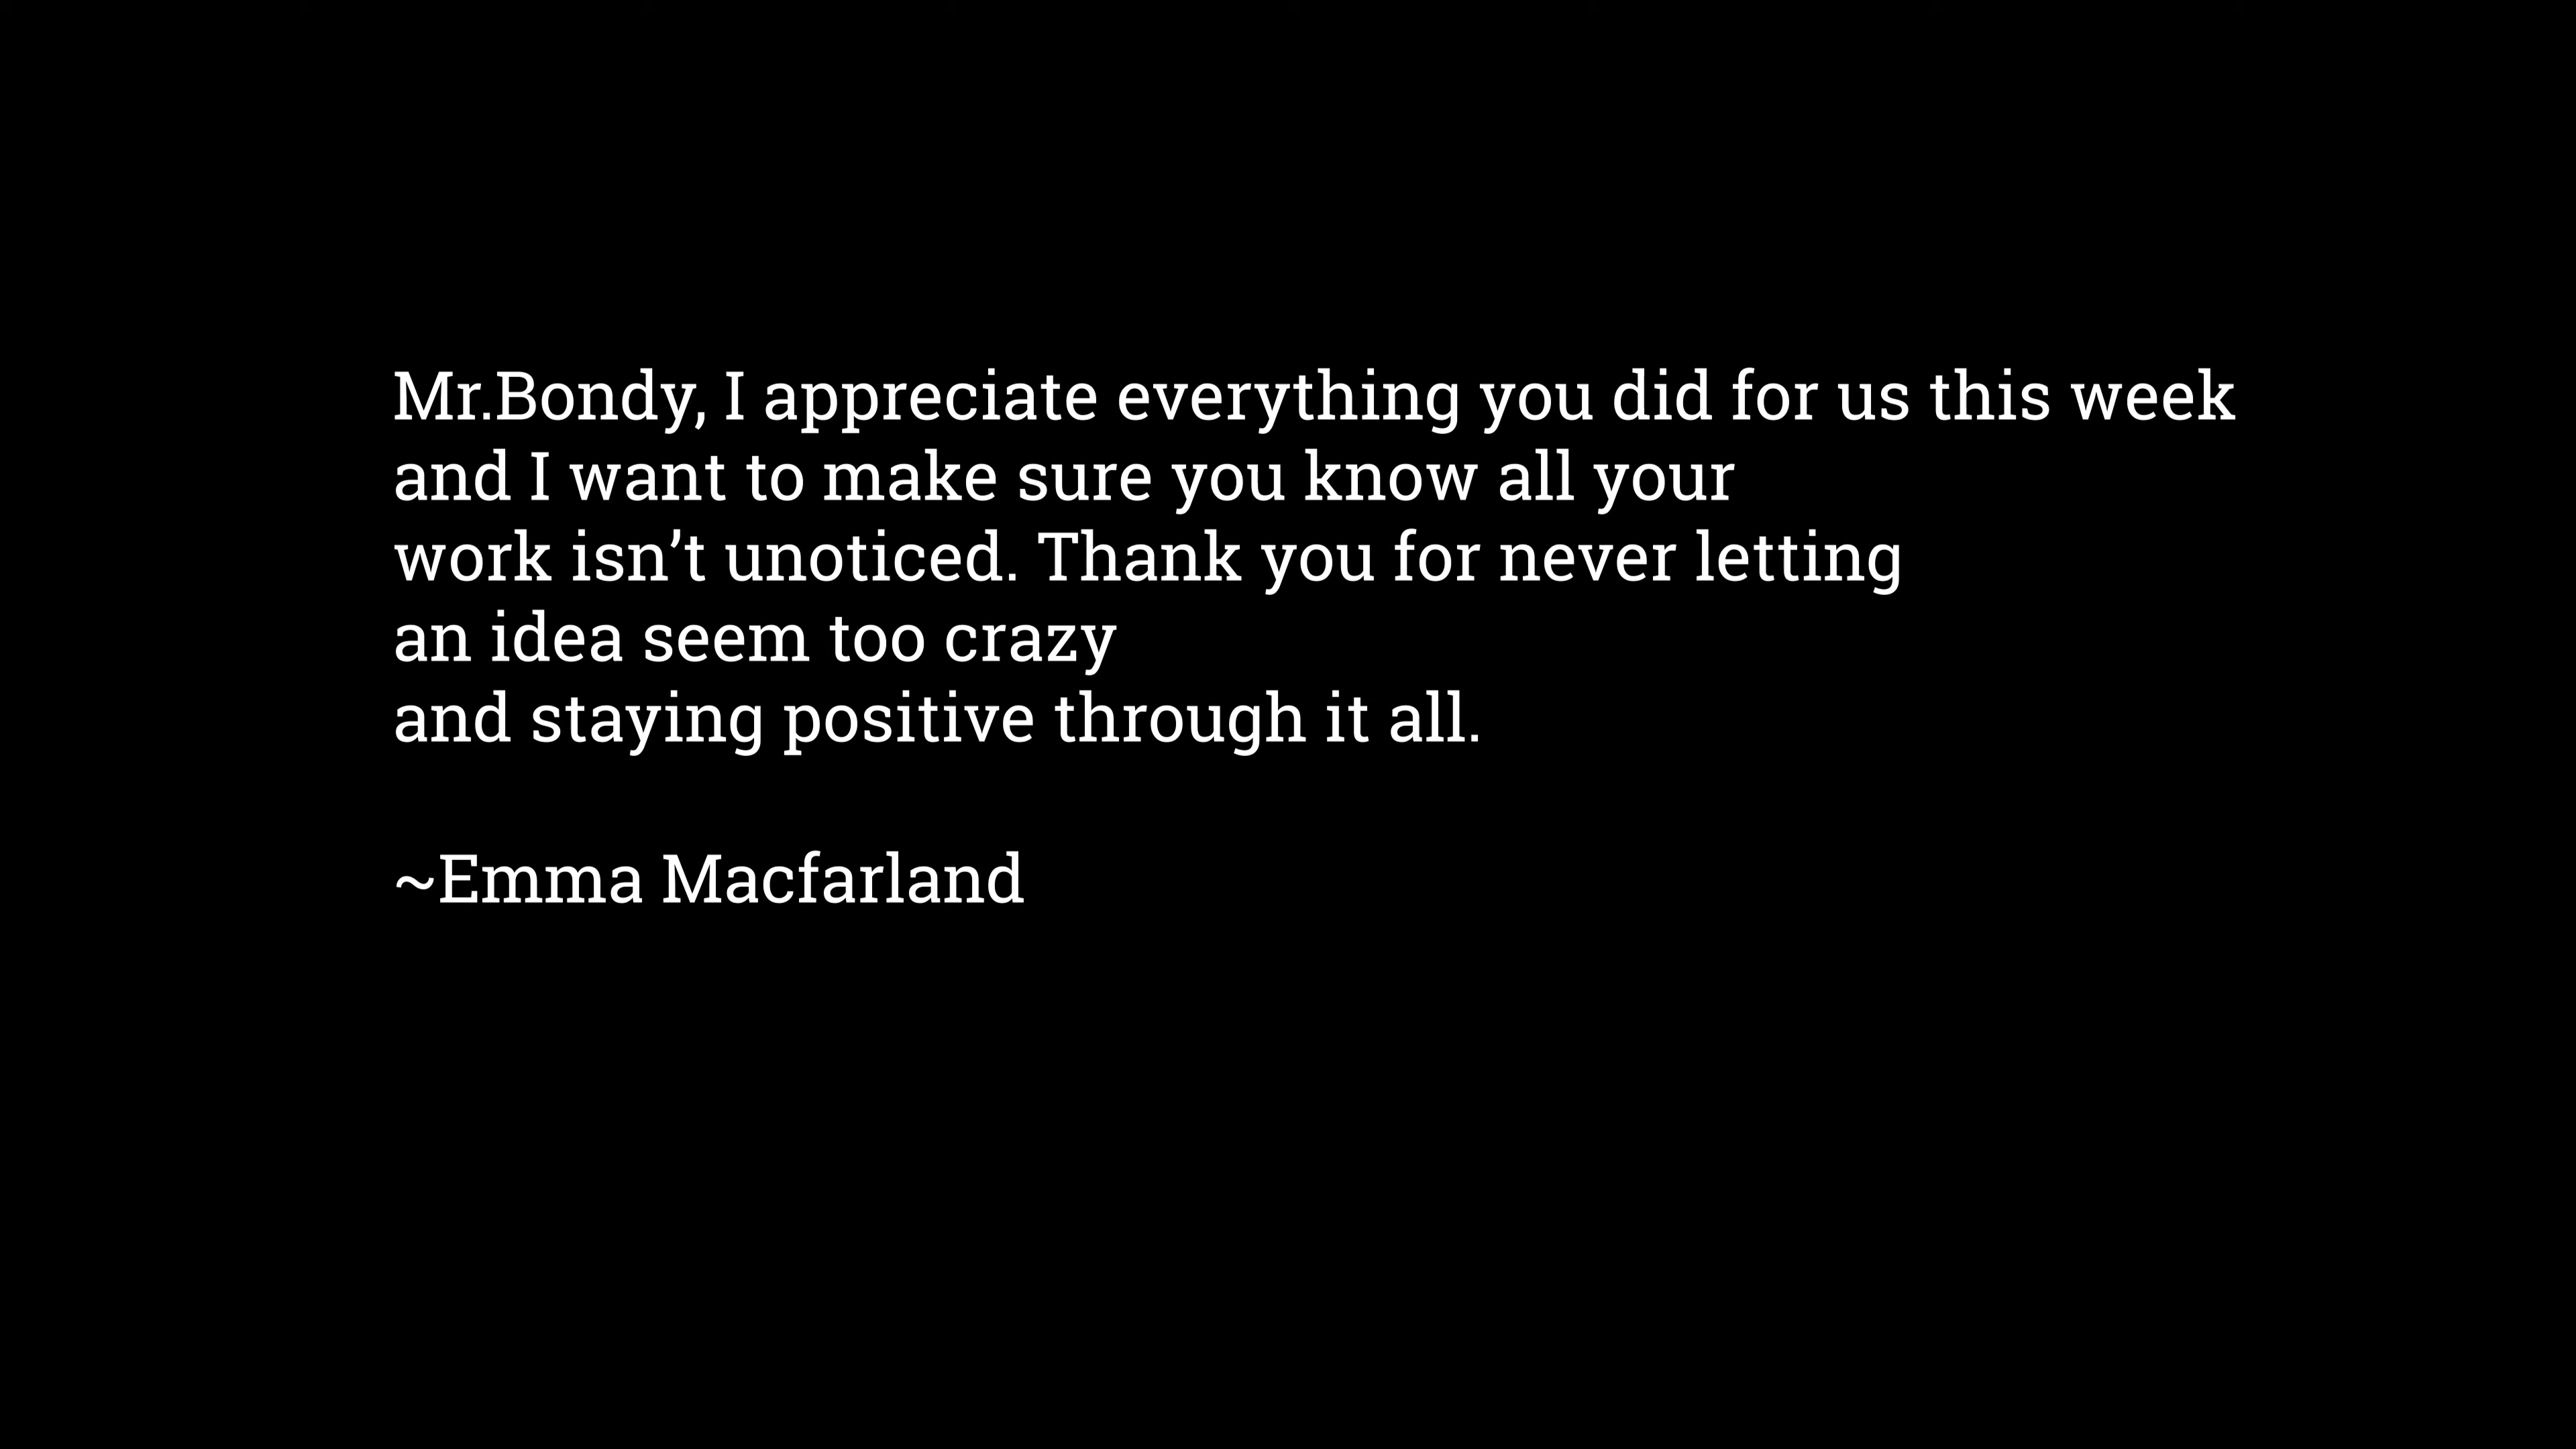 Mr.Bondy, I appreciate everything you did for us this week
and I want to make sure you know all your
work isn’t unoticed. Thank you for never letting
an idea seem too crazy
and staying positive through it all.
~Emma Macfarland